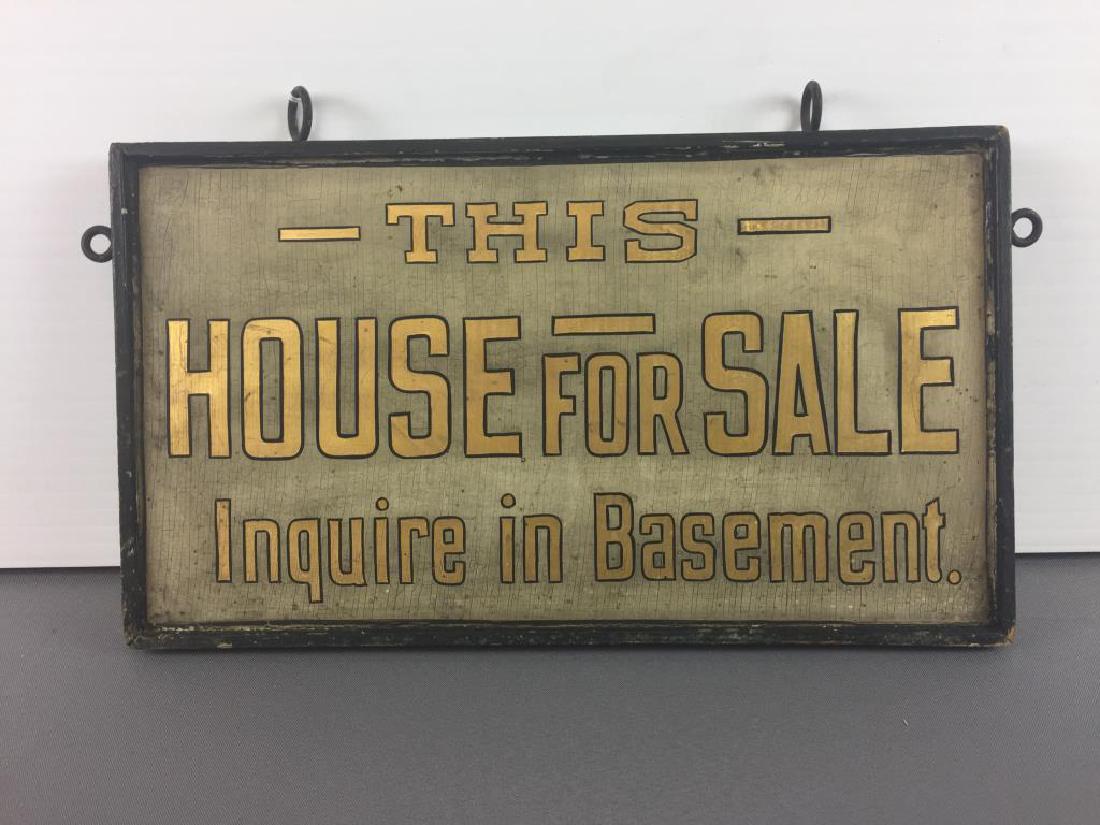 — THIS —
HOUSE FOR SALE
Inquire in Basement.